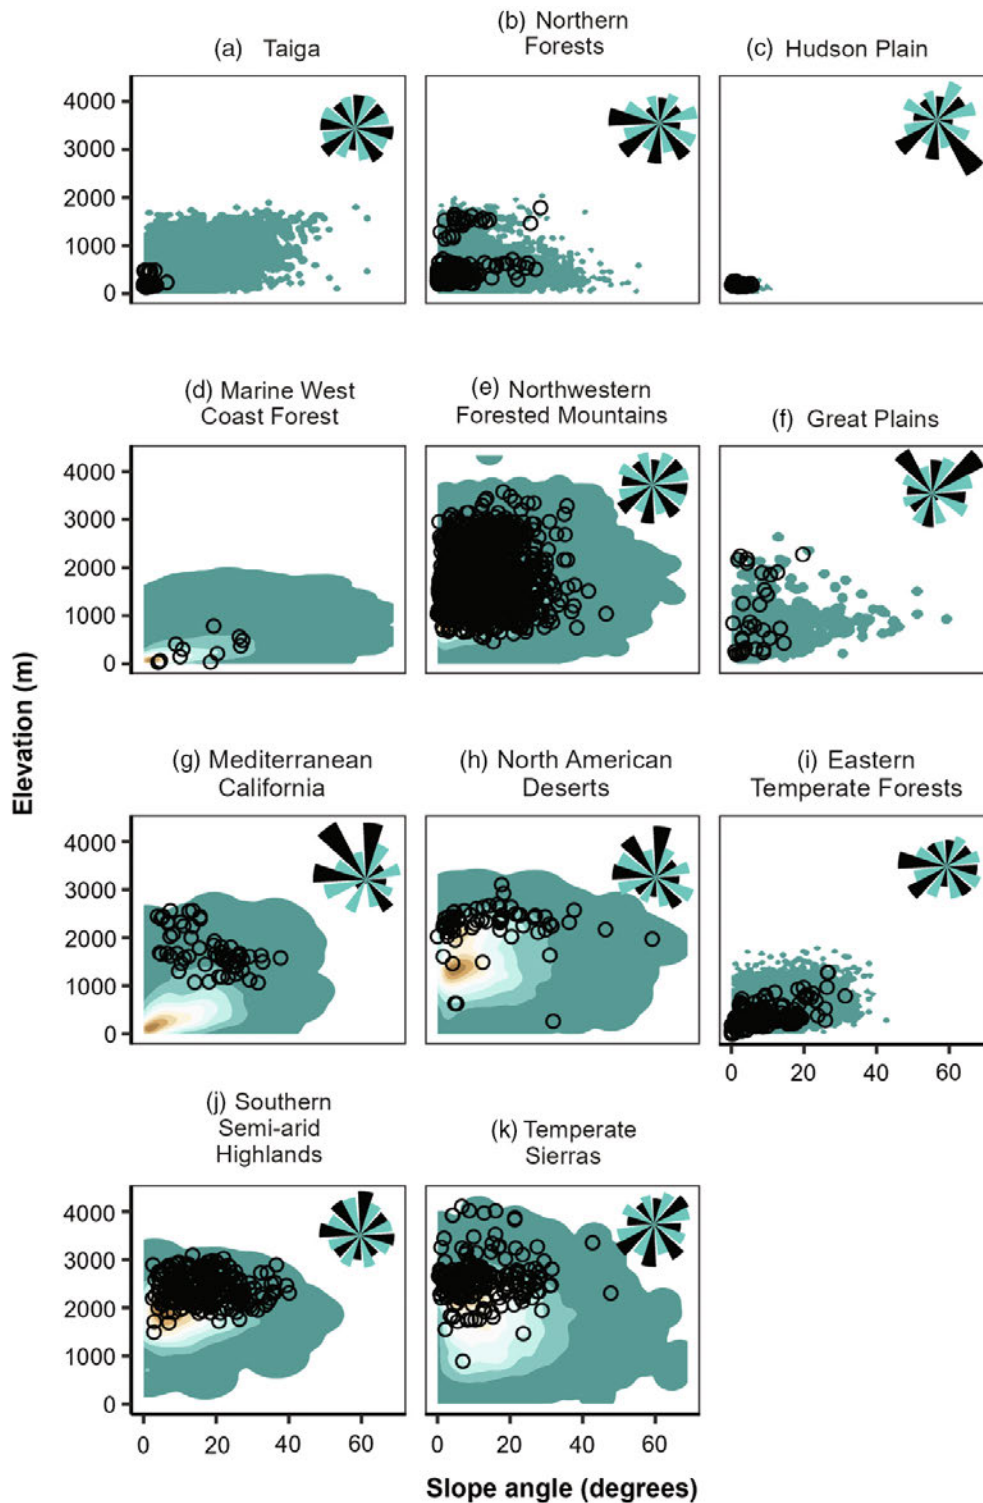 (a) Taiga
(b) Northern
Forests
(c) Hudson Plain
4000
3000
2000
1000
0
(d) Marine West
Coast Forest
(e) Northwestern
Forested Mountains
(f) Great Plains
4000
3000
2000
1000
0
Elevation (m)
(g) Mediterranean
California
(h) North American
Deserts
(i) Eastern
Temperate Forests
4000
3000
2000
1000
0
0 20 40 60
(j) Southern
Semi-arid
Highlands
(k) Temperate
Sierras
4000
3000
2000
1000
0
0 20 40 60
0 20 40 60
Slope angle (degrees)